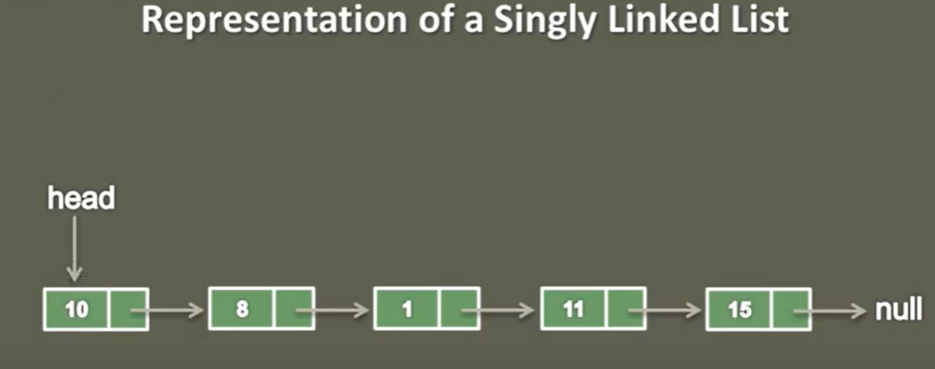 Representation of a Singly Linked List
head
10 8 1 11 15 null